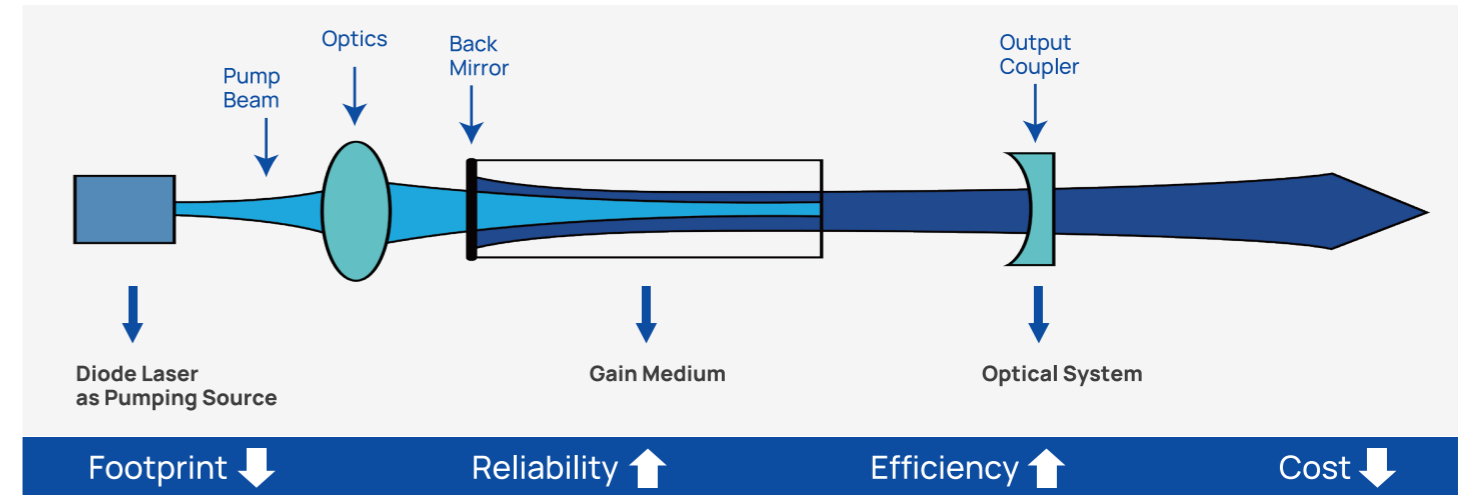 Optics
Back
Mirror
Output
Coupler
Pump
Beam
Diode Laser
as Pumping Source
Gain Medium
Optical System
Footprint
Reliability
Efficiency
Cost